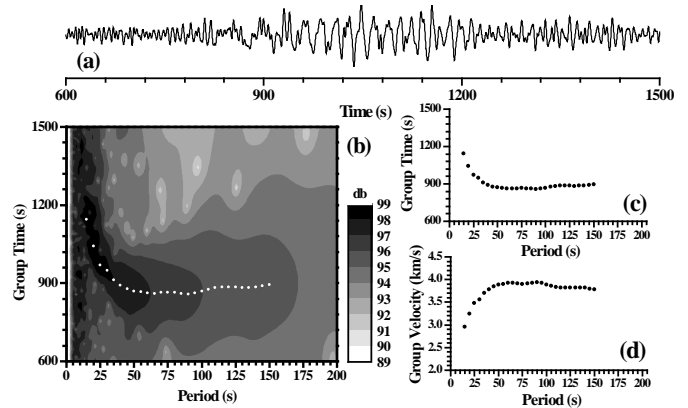 (a)
600 900 1200 1500
Time (s)
(b)
Group Time (s)
1500
1200
900
600
0 25 50 75 100 125 150 175 200
Period (s)
db
99
98
97
96
95
94
93
92
91
90
89
(c)
Group Time (s)
1500
1200
900
600
0 25 50 75 100 125 150 175 200
Period (s)
(d)
Group Velocity (km/s)
5.0
4.5
4.0
3.5
3.0
2.5
2.0
0 25 50 75 100 125 150 175 200
Period (s)